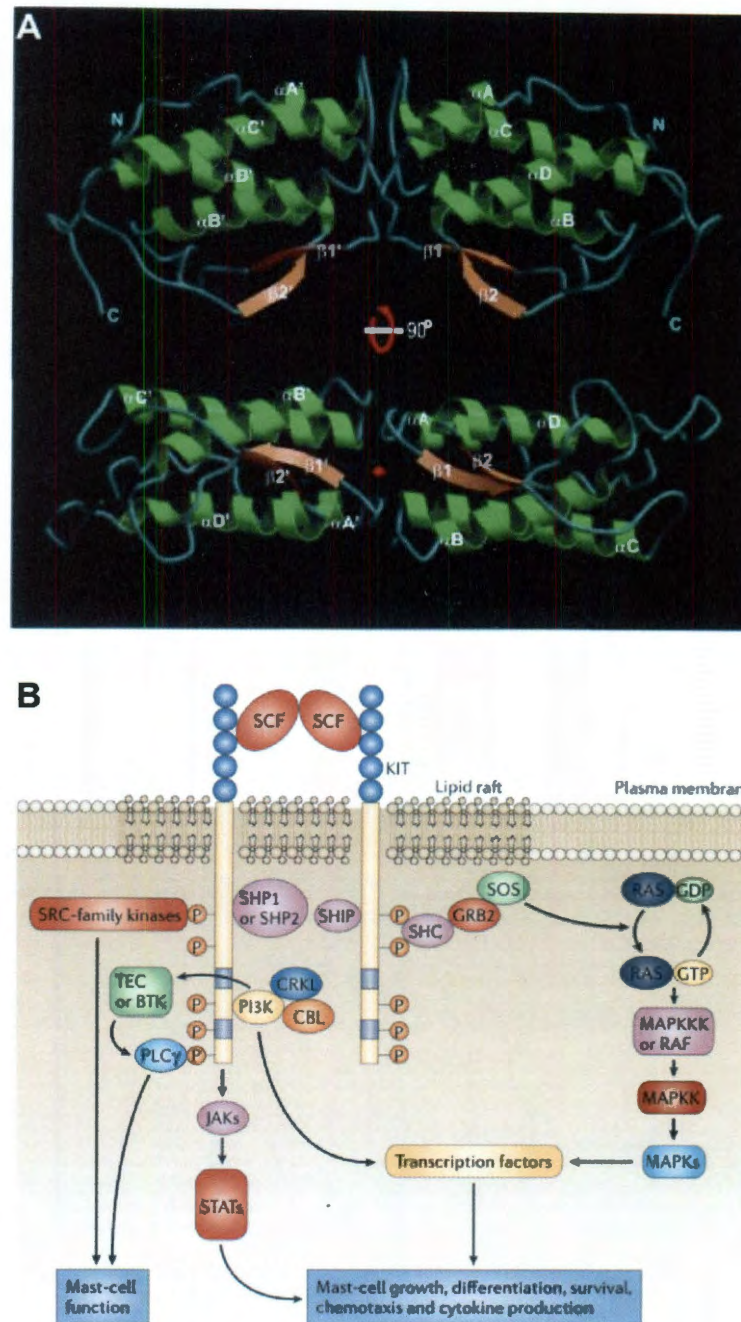 A
αA'
αA
N
αC'
αC
N
αD'
αD
αB'
αB
β1'
β1
β2'
β2
C
90º
C
αC'
αB'
αA
αD
β1'
β2
β2'
β1
αD'
αA'
αB
αC
B
SCF
SCF
KIT
Lipid raft
Plasma membran
SOS
RAS
GDP
SRC-family kinases
P
SHP1
or SHP2
SHIP
P
SHC
GRB2
P
P
RAS
GTP
TEC
or BTK
CRKL
PI3K
CBL
P
P
MAPKKK
or RAF
P
P
PLCγ
P
P
MAPKK
JAKs
Transcription factors
MAPKs
STATs
Mast-cell
function
Mast-cell growth, differentiation, survival,
chemotaxis and cytokine production